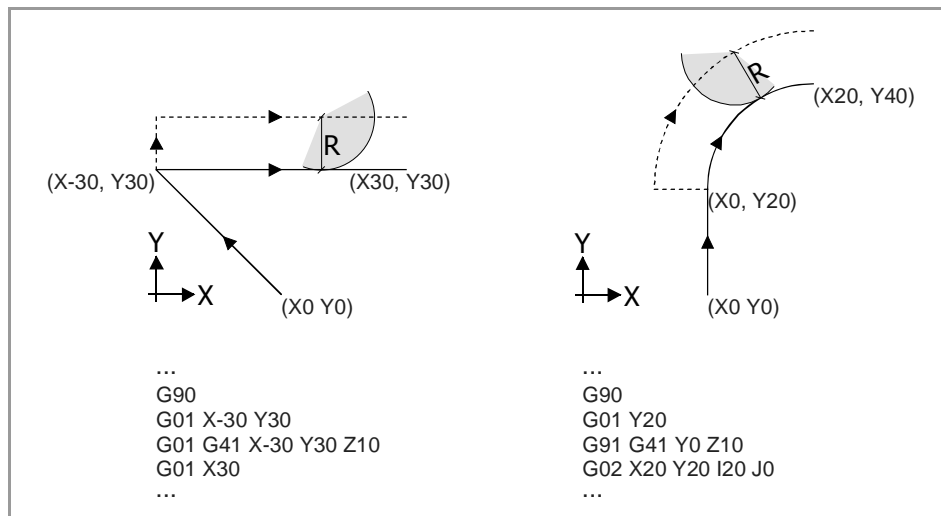 R
(X-30, Y30)
(X30, Y30)
Y
X
(X0 Y0)
...
G90
G01 X-30 Y30
G01 G41 X-30 Y30 Z10
G01 X30
...
R
(X20, Y40)
(X0, Y20)
Y
X
(X0 Y0)
...
G90
G01 Y20
G91 G41 Y0 Z10
G02 X20 Y20 I20 J0
...